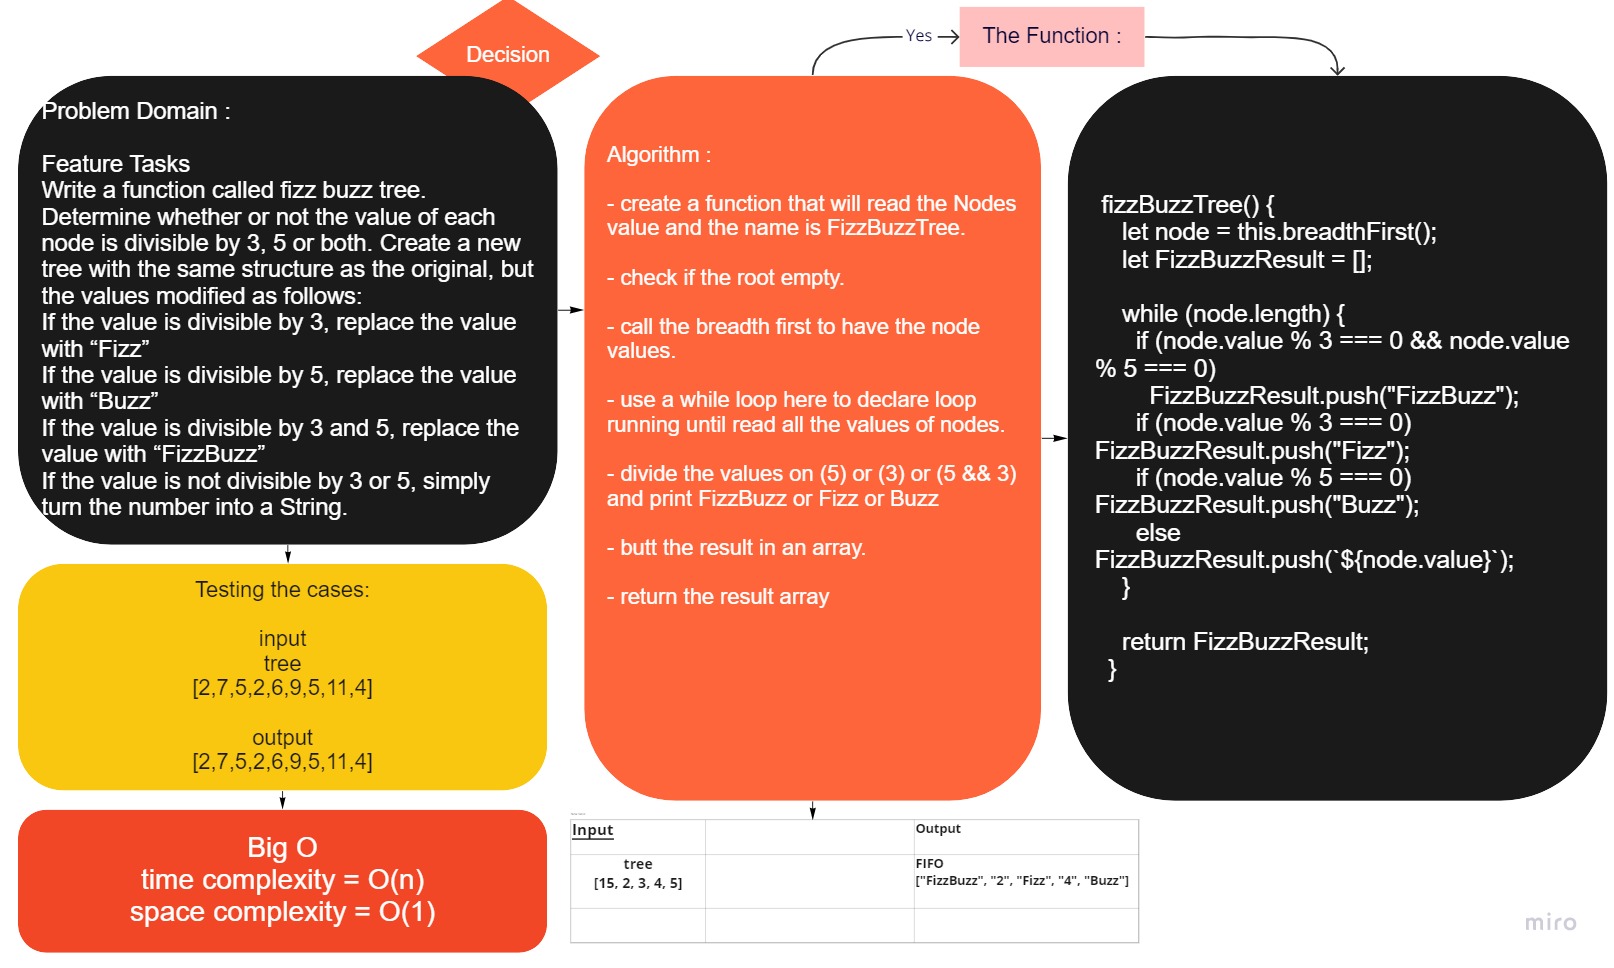 Decision
Yes
The Function :
Problem Domain :
Feature Tasks
Write a function called fizz buzz tree.
Determine whether or not the value of each
node is divisible by 3, 5 or both. Create a new
tree with the same structure as the original, but
the values modified as follows:
If the value is divisible by 3, replace the value
with “Fizz”
If the value is divisible by 5, replace the value
with “Buzz”
If the value is divisible by 3 and 5, replace the
value with “FizzBuzz”
If the value is not divisible by 3 or 5, simply
turn the number into a String.
Algorithm :
- create a function that will read the Nodes
value and the name is FizzBuzzTree.
- check if the root empty.
- call the breadth first to have the node
values.
- use a while loop here to declare loop
running until read all the values of nodes.
- divide the values on (5) or (3) or (5 && 3)
and print FizzBuzz or Fizz or Buzz
- butt the result in an array.
- return the result array
fizzBuzzTree() {
let node = this.breadthFirst();
let FizzBuzzResult = [];
while (node.length) {
if (node.value % 3 === 0 && node.value
% 5 === 0)
FizzBuzzResult.push("FizzBuzz");
if (node.value % 3 === 0)
FizzBuzzResult.push("Fizz");
if (node.value % 5 === 0)
FizzBuzzResult.push("Buzz");
else
FizzBuzzResult.push(`${node.value}`);
}
return FizzBuzzResult;
}
Testing the cases:
input
tree
[2,7,5,2,6,9,5,11,4]
output
[2,7,5,2,6,9,5,11,4]
Big O
time complexity = O(n)
space complexity = O(1)
Input
Output
tree
[15, 2, 3, 4, 5]
FIFO
["FizzBuzz", "2", "Fizz", "4", "Buzz"]
miro